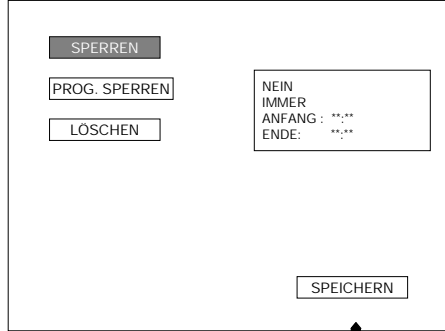 SPERREN
PROG. SPERREN
LÖSCHEN
NEIN
IMMER
ANFANG : **:**
ENDE: **:**
SPEICHERN